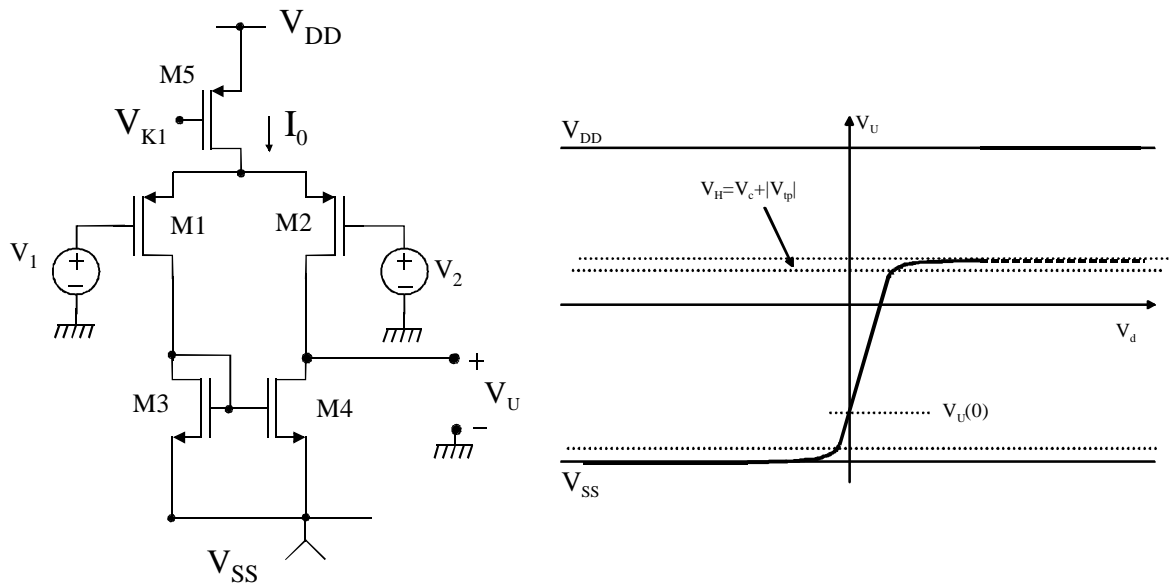 V_DD
M5
V_K1
I_0
M1
M2
V_1
+
−
+
−
V_2
M3
M4
+
V_U
-
V_SS
V_U
V_DD
V_H=V_c+|V_tp|
V_d
V_U(0)
V_SS